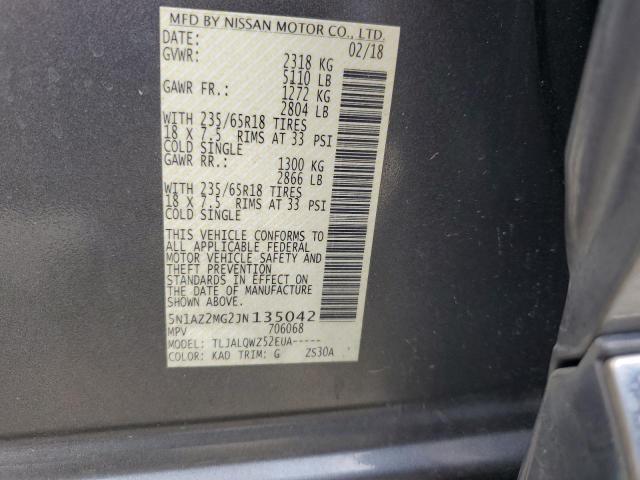 MFD BY NISSAN MOTOR CO., LTD.
DATE: 02/18
GVWR: 2318 KG
5110 LB
GAWR FR.: 1272 KG
2804 LB
WITH 235/65R18 TIRES
18 X 7.5 RIMS AT 33 PSI
COLD SINGLE
GAWR RR.: 1300 KG
2866 LB
WITH 235/65R18 TIRES
18 X 7.5 RIMS AT 33 PSI
COLD SINGLE
THIS VEHICLE CONFORMS TO
ALL APPLICABLE FEDERAL
MOTOR VEHICLE SAFETY AND
THEFT PREVENTION
STANDARDS IN EFFECT ON
THE DATE OF MANUFACTURE
SHOWN ABOVE.
5N1AZ2MG2JN135042
MPV 706068
MODEL: TLJALQWZ52EUA-----
COLOR: KAD TRIM: G ZS30A